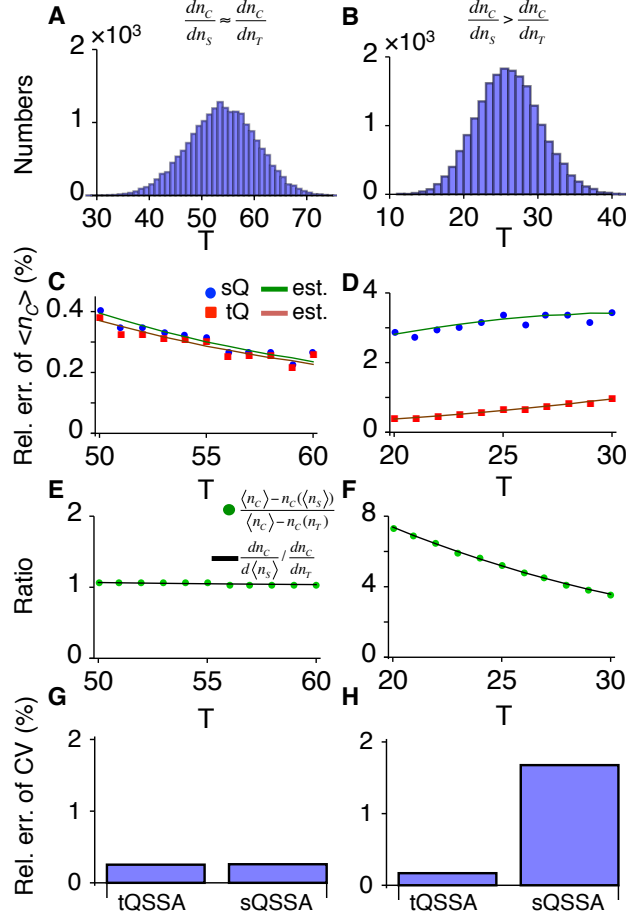 A
dn_C/dn_S ≈ dn_C/dn_T
2 ×10³
1
0
Numbers
30 40 50 60 70
T
B
dn_C/dn_S > dn_C/dn_T
2 ×10³
1
0
10 20 30 40
T
C
sQ est.
tQ est.
0.4
0.2
0
Rel. err. of <n_C> (%)
50 55 60
T
D
4
2
0
20 25 30
T
E
⟨n_C⟩−n_C(⟨n_S⟩) / ⟨n_C⟩−n_C(n_T)
dn_C/d⟨n_S⟩ / dn_C/dn_T
2
1
0
Ratio
50 55 60
T
F
8
4
0
20 25 30
T
G
2
1
0
Rel. err. of CV (%)
tQSSA sQSSA
H
2
1
0
tQSSA sQSSA